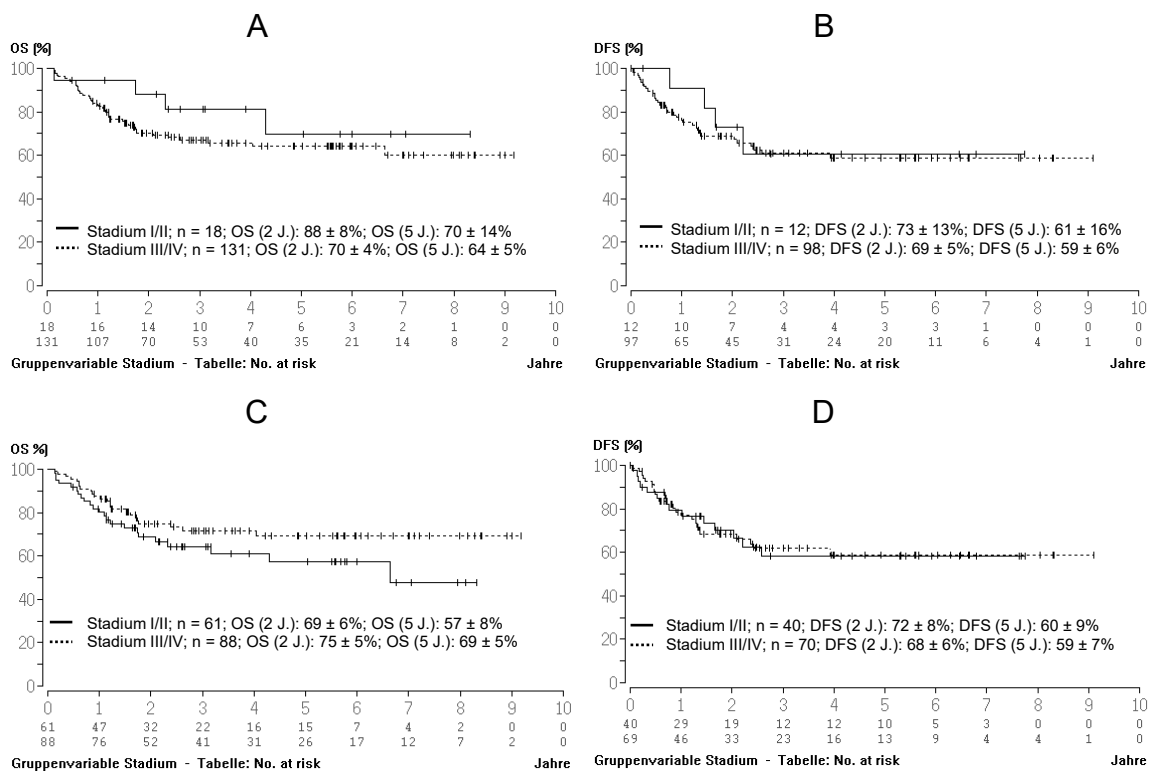 A
OS (%)
100
80
60
40
20
0
Stadium I/II; n = 18; OS (2 J.): 88 ± 8%; OS (5 J.): 70 ± 14%
Stadium III/IV; n = 131; OS (2 J.): 70 ± 4%; OS (5 J.): 64 ± 5%
0 1 2 3 4 5 6 7 8 9 10
18 16 14 10 7 6 3 2 1 0 0
131 107 70 53 40 35 21 14 8 2 0
Gruppenvariable Stadium - Tabelle: No. at risk Jahre
B
DFS (%)
100
80
60
40
20
0
Stadium I/II; n = 12; DFS (2 J.): 73 ± 13%; DFS (5 J.): 61 ± 16%
Stadium III/IV; n = 98; DFS (2 J.): 69 ± 5%; DFS (5 J.): 59 ± 6%
0 1 2 3 4 5 6 7 8 9 10
12 10 7 4 4 3 3 1 0 0 0
97 65 45 31 24 20 11 6 4 1 0
Gruppenvariable Stadium - Tabelle: No. at risk Jahre
C
OS %)
100
80
60
40
20
0
Stadium I/II; n = 61; OS (2 J.): 69 ± 6%; OS (5 J.): 57 ± 8%
Stadium III/IV; n = 88; OS (2 J.): 75 ± 5%; OS (5 J.): 69 ± 5%
0 1 2 3 4 5 6 7 8 9 10
61 47 32 22 16 15 7 4 2 0 0
88 76 52 41 31 26 17 12 7 2 0
Gruppenvariable Stadium - Tabelle: No. at risk Jahre
D
DFS (%)
100
80
60
40
20
0
Stadium I/II; n = 40; DFS (2 J.): 72 ± 8%; DFS (5 J.): 60 ± 9%
Stadium III/IV; n = 70; DFS (2 J.): 68 ± 6%; DFS (5 J.): 59 ± 7%
0 1 2 3 4 5 6 7 8 9 10
40 29 19 12 12 10 5 3 0 0 0
69 46 33 23 16 13 9 4 4 1 0
Gruppenvariable Stadium - Tabelle: No. at risk Jahre